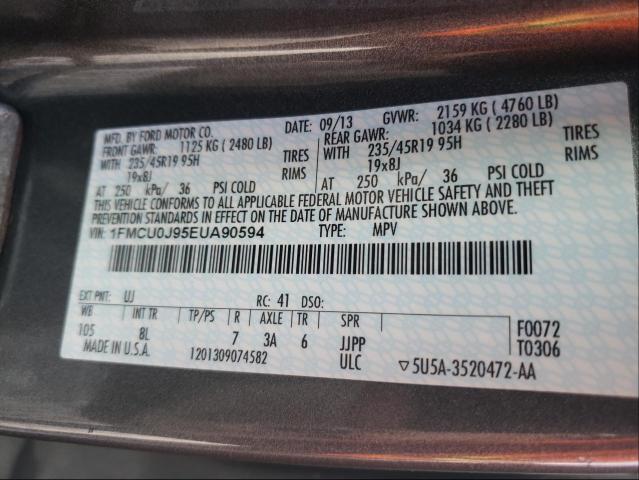 MFD. BY FORD MOTOR CO. DATE: 09/13 GVWR: 2159 KG ( 4760 LB)
FRONT GAWR: 1125 KG ( 2480 LB) REAR GAWR: 1034 KG ( 2280 LB)
WITH 235/45R19 95H TIRES WITH 235/45R19 95H TIRES
19x8J RIMS 19x8J RIMS
AT 250 kPa/ 36 PSI COLD AT 250 kPa/ 36 PSI COLD
THIS VEHICLE CONFORMS TO ALL APPLICABLE FEDERAL MOTOR VEHICLE SAFETY AND THEFT
PREVENTION STANDARDS IN EFFECT ON THE DATE OF MANUFACTURE SHOWN ABOVE.
VIN: 1FMCU0J95EUA90594 TYPE: MPV
EXT PNT: UJ RC: 41 DSO:
WB INT TR TP/PS R AXLE TR SPR F0072
105 8L 7 3A 6 JJPP T0306
MADE IN U.S.A. 1201309074582 ULC ▽5U5A-3520472-AA